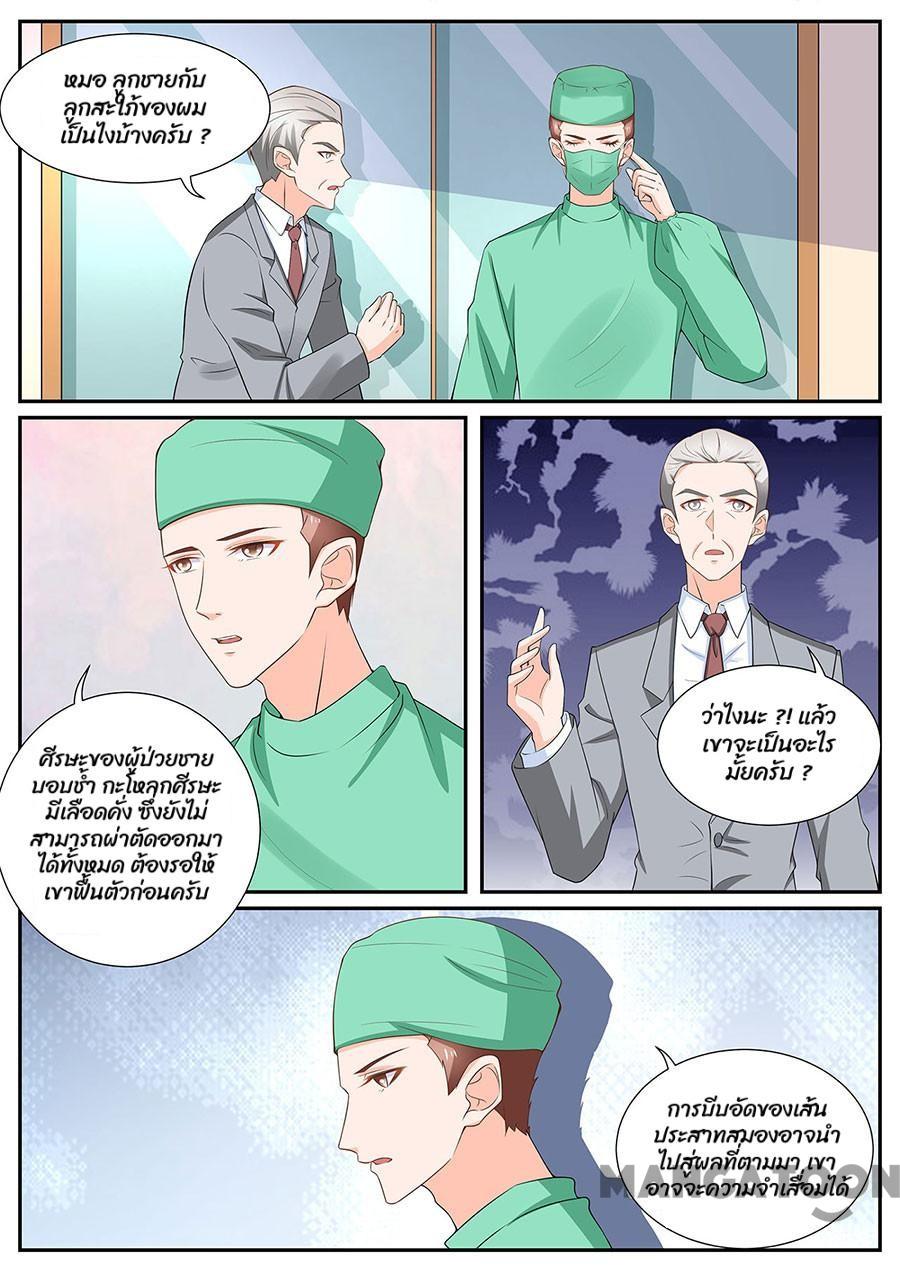 หมอ ลูกชายกับ
ลูกสะใภ้ของผม
เป็นไงบ้างครับ ?
ศีรษะของผู้ป่วยชาย
บอบช้ำ กะโหลกศีรษะ
มีเลือดคั่ง ซึ่งยังไม่
สามารถผ่าตัดออกมา
ได้ทั้งหมด ต้องรอให้
เขาฟื้นตัวก่อนครับ
ว่าไงนะ ?! แล้ว
เขาจะเป็นอะไร
มั้ยครับ ?
การบีบอัดของเส้น
ประสาทสมองอาจนำ
ไปสู่ผลที่ตามมา เขา
อาจจะความจำเสื่อมได้
MANGATOON